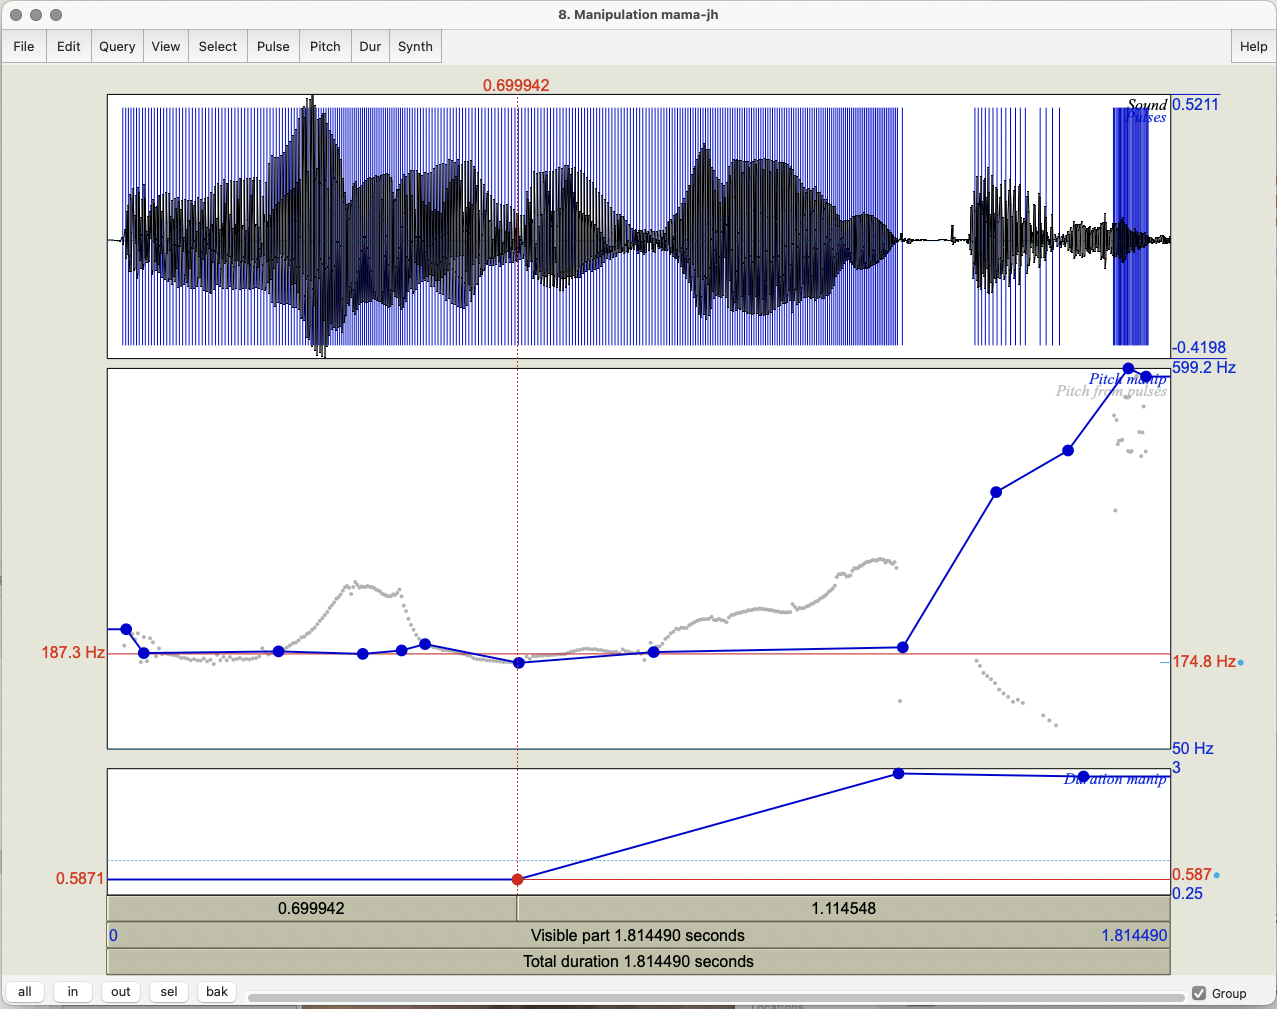 8. Manipulation mama-jh
File Edit Query View Select Pulse Pitch Dur Synth Help
0.699942
Sound
Pulses
0.5211
-0.4198
599.2 Hz
Pitch manip
Pitch from pulses
187.3 Hz
174.8 Hz
50 Hz
3
Duration manip
0.5871
0.587
0.25
0.699942 1.114548
0 Visible part 1.814490 seconds 1.814490
Total duration 1.814490 seconds
all in out sel bak Group